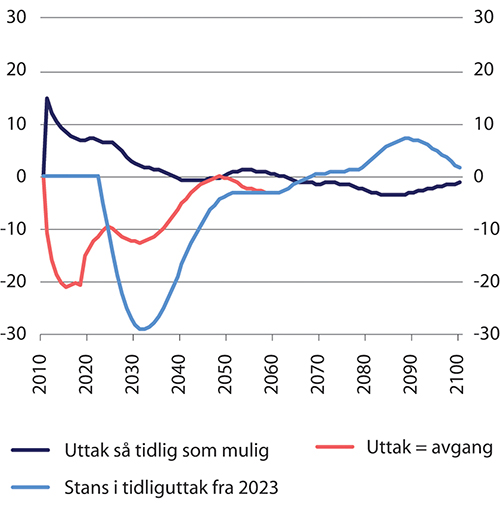 30 30
20 20
10 10
0 0
-10 -10
-20 -20
-30 -30
2010 2020 2030 2040 2050 2060 2070 2080 2090 2100
Uttak så tidlig som mulig Uttak = avgang
Stans i tidliguttak fra 2023